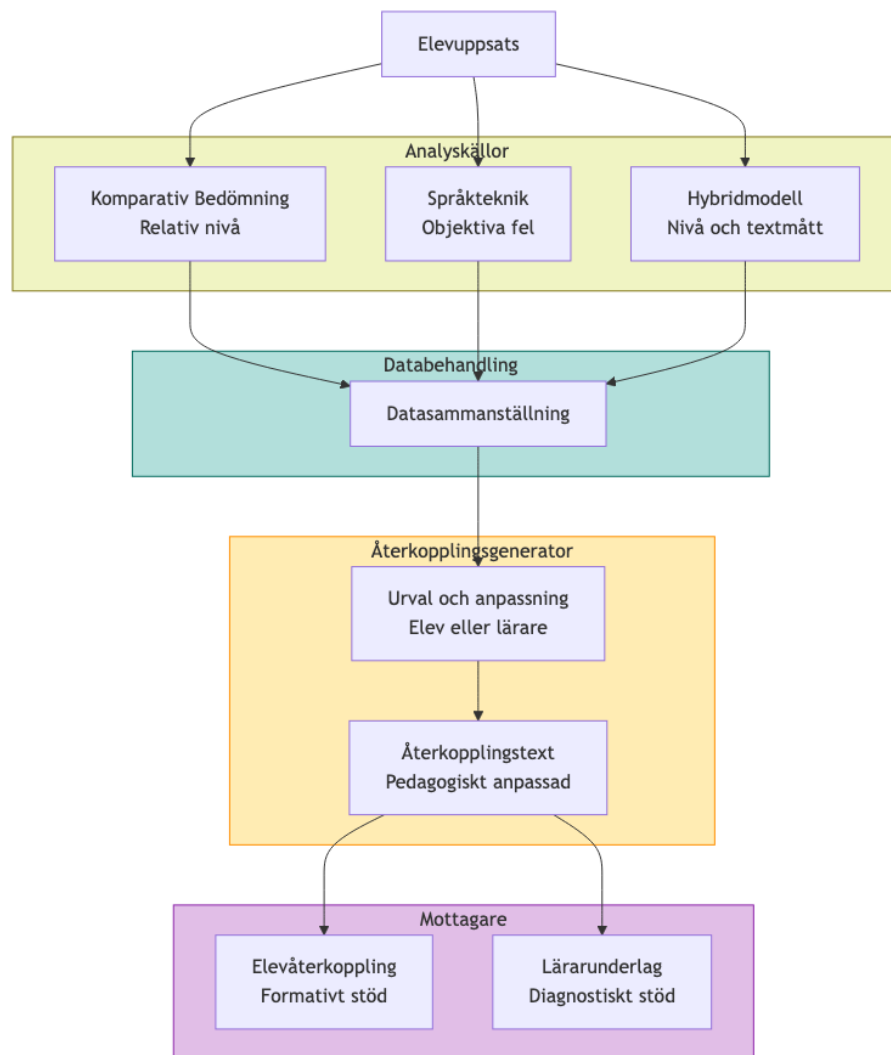 Elevuppsats
Analyskällor
Komparativ Bedömning
Relativ nivå
Språkteknik
Objektiva fel
Hybridmodell
Nivå och textmått
Databehandling
Datasammanställning
Återkopplingsgenerator
Urval och anpassning
Elev eller lärare
Återkopplingstext
Pedagogiskt anpassad
Mottagare
Elevåterkoppling
Formativt stöd
Lärarunderlag
Diagnostiskt stöd